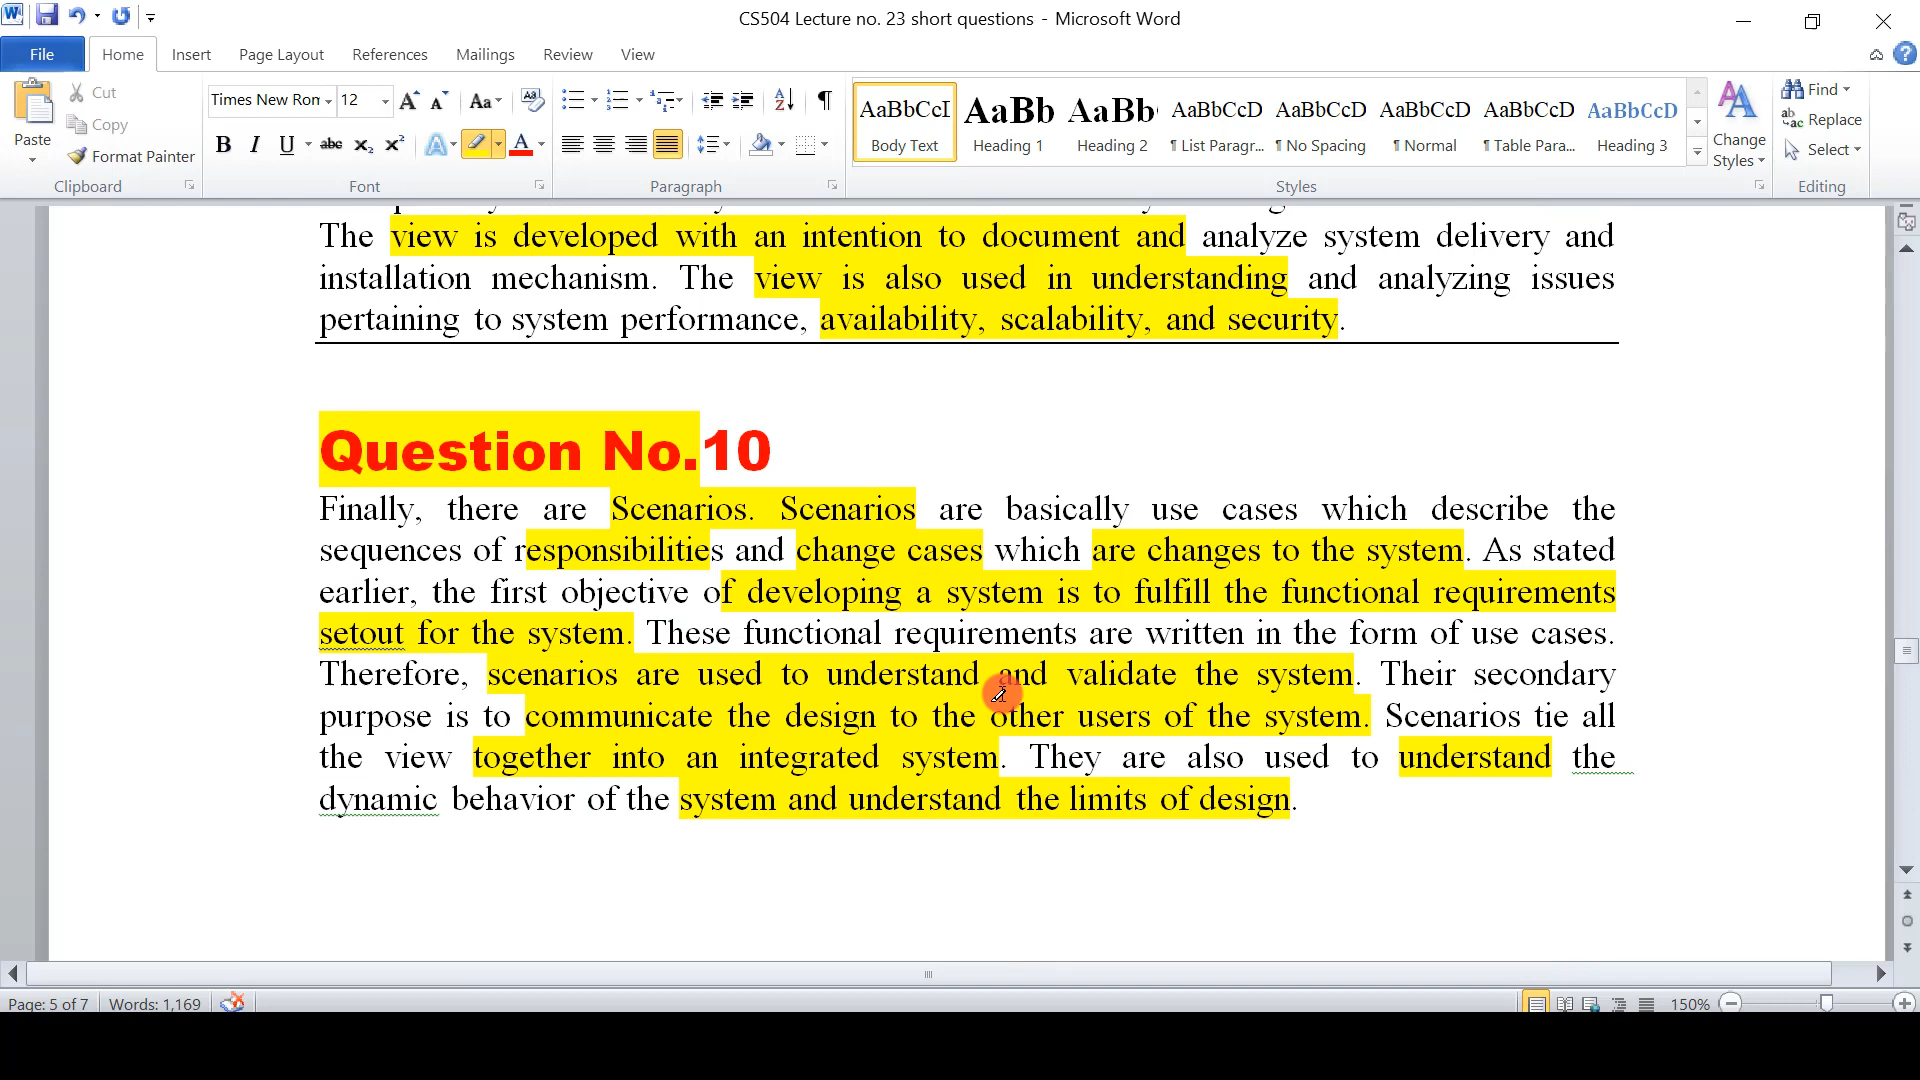 CS504 Lecture no. 23 short questions - Microsoft Word
File Home Insert Page Layout References Mailings Review View
Paste
Cut
Copy
Format Painter
Clipboard
Times New Ron 12
Font
Paragraph
AaBbCcI AaBb AaBb AaBbCcD AaBbCcD AaBbCcD AaBbCcD AaBbCcD
Body Text Heading 1 Heading 2 ¶ List Paragr... ¶ No Spacing ¶ Normal ¶ Table Para... Heading 3
Change
Styles
Styles
Find
Replace
Select
Editing
The view is developed with an intention to document and analyze system delivery and
installation mechanism. The view is also used in understanding and analyzing issues
pertaining to system performance, availability, scalability, and security.
Question No.10
Finally, there are Scenarios. Scenarios are basically use cases which describe the
sequences of responsibilities and change cases which are changes to the system. As stated
earlier, the first objective of developing a system is to fulfill the functional requirements
setout for the system. These functional requirements are written in the form of use cases.
Therefore, scenarios are used to understand and validate the system. Their secondary
purpose is to communicate the design to the other users of the system. Scenarios tie all
the view together into an integrated system. They are also used to understand the
dynamic behavior of the system and understand the limits of design.
Page: 5 of 7 Words: 1,169 150%